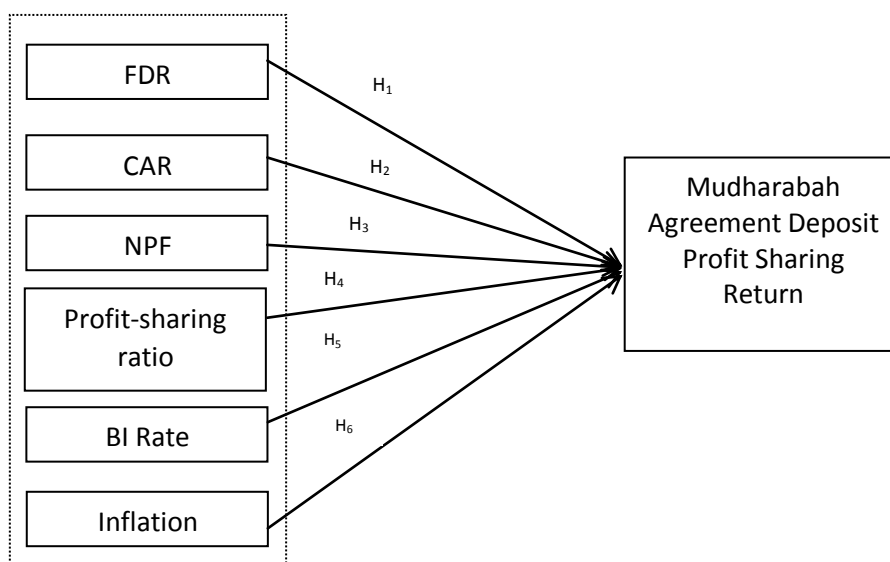 FDR
H₁
CAR
H₂
NPF
H₃
Profit-sharing
ratio
H₄
BI Rate
H₅
Inflation
H₆
Mudharabah
Agreement Deposit
Profit Sharing
Return